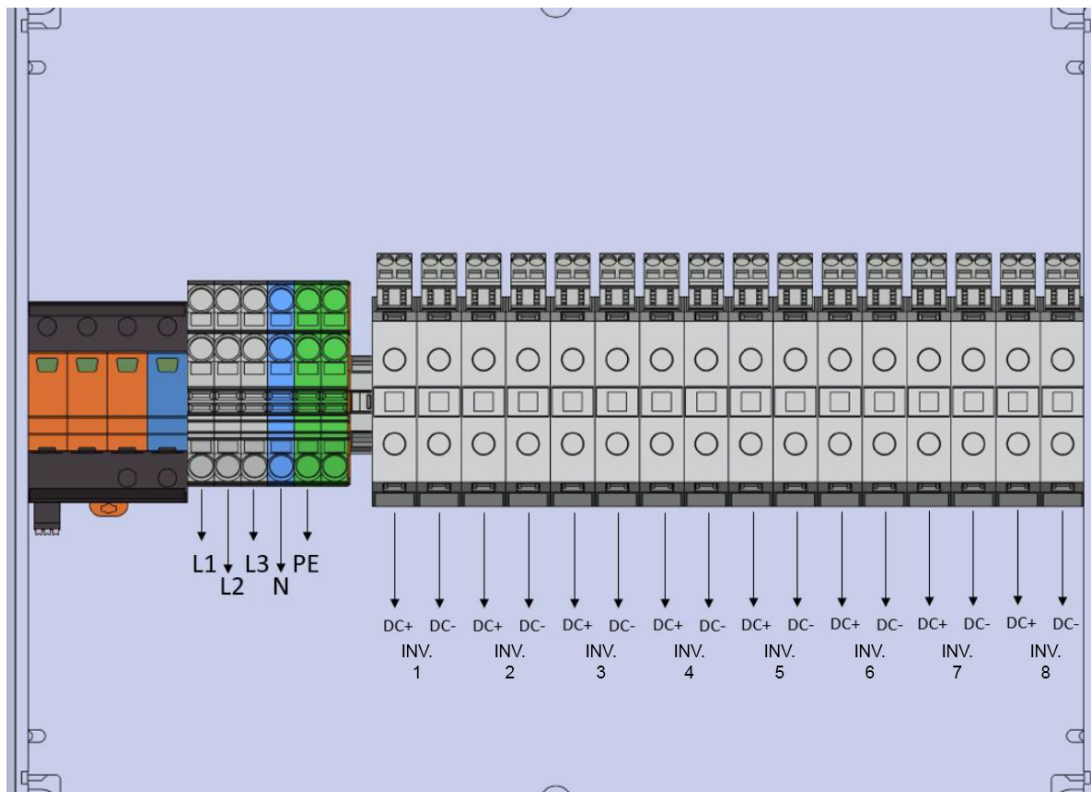 L1 L3 PE
L2 N
DC+ DC- DC+ DC- DC+ DC- DC+ DC- DC+ DC- DC+ DC- DC+ DC- DC+ DC-
INV. INV. INV. INV. INV. INV. INV. INV.
1 2 3 4 5 6 7 8